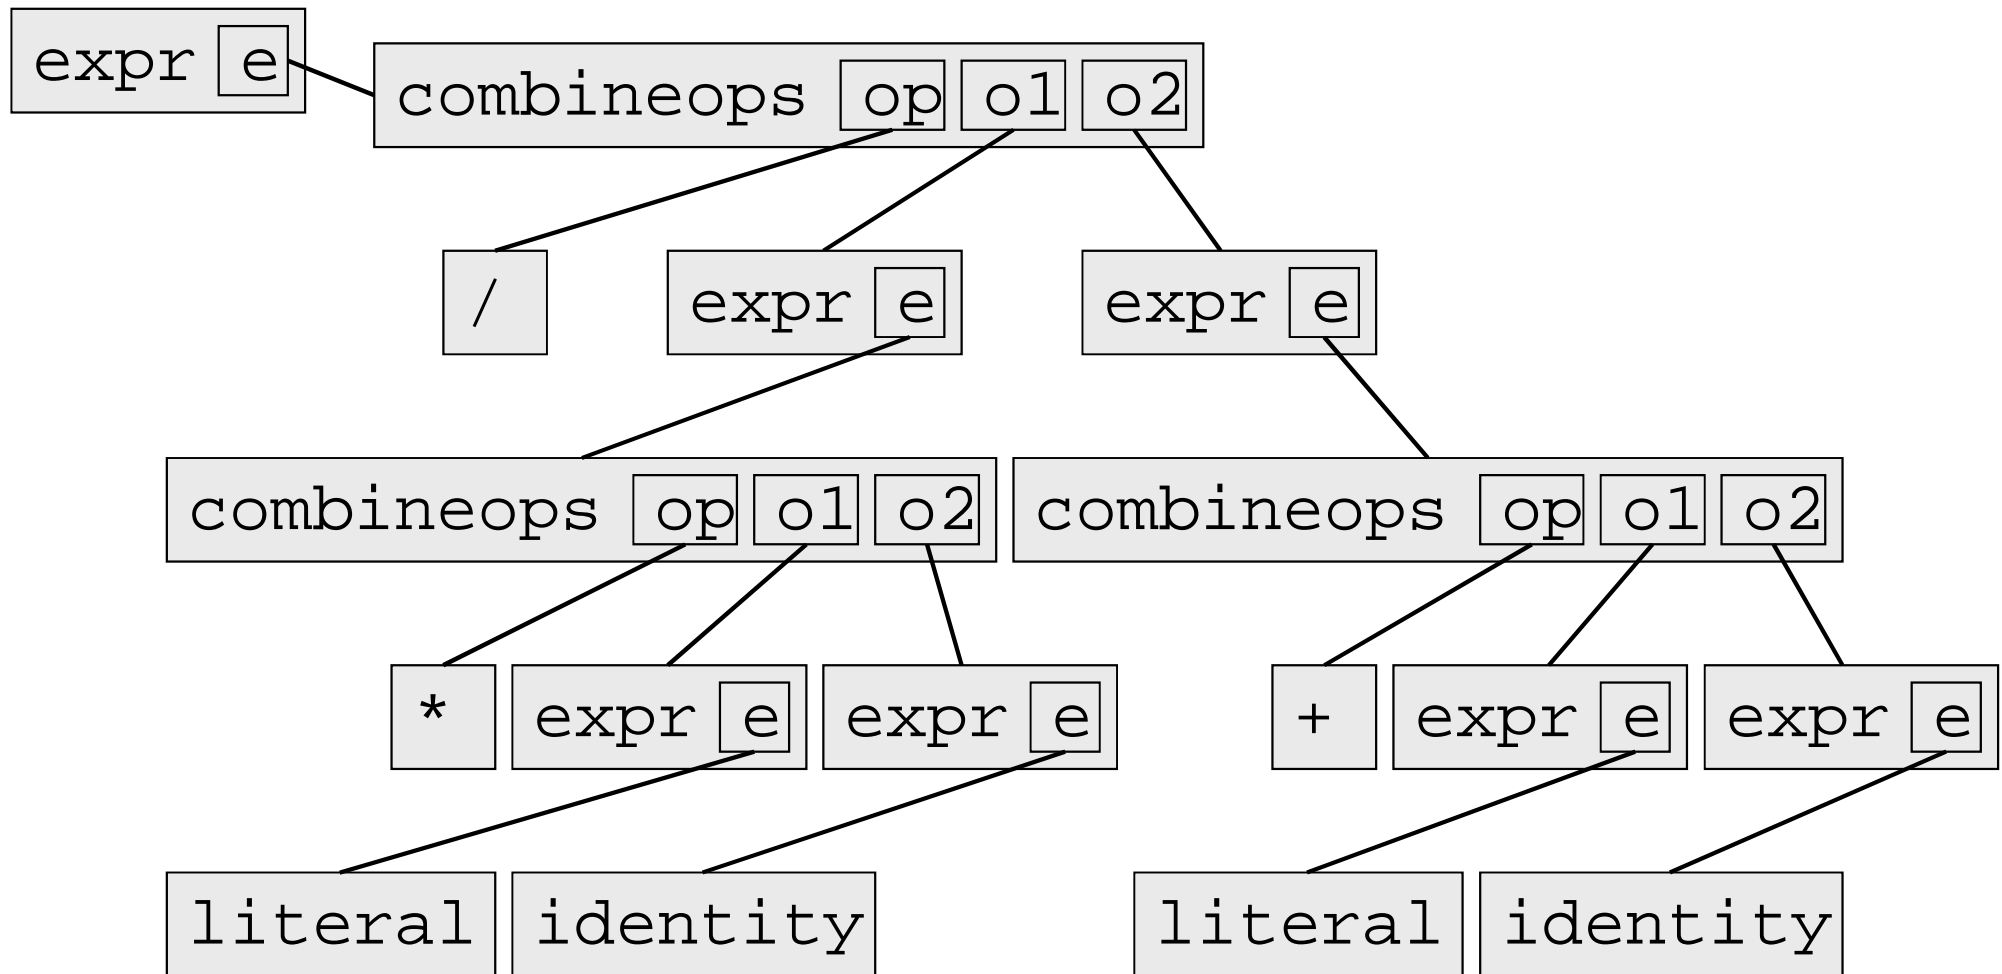 expr e
combineops op o1 o2
/ expr e expr e
combineops op o1 o2 combineops op o1 o2
* expr e expr e + expr e expr e
literal identity literal identity